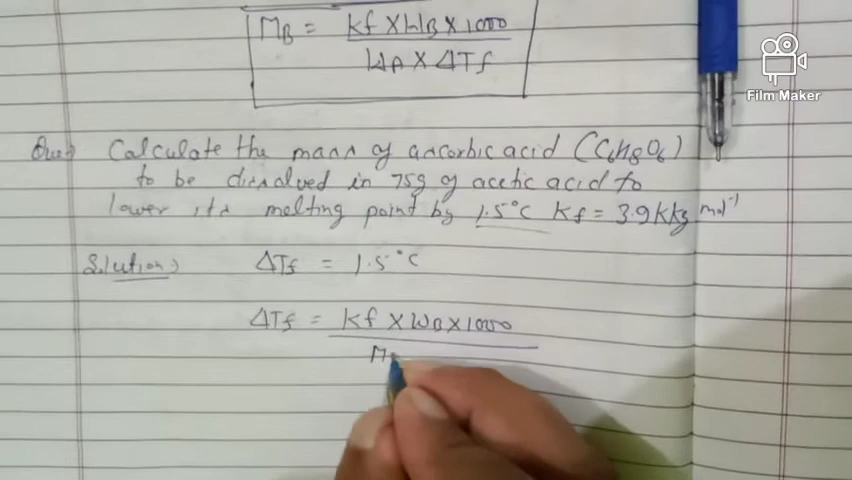 MB = Kf X WB X 1000
WA X ΔTf
Film Maker
Que> Calculate the mass of ascorbic acid (C6H8O6)
to be dissolved in 75g of acetic acid to
lower its melting point by 1.5°C Kf = 3.9 K kg mol-1
Solution:> ΔTf = 1.5°C
ΔTf = Kf X WB X 1000
M